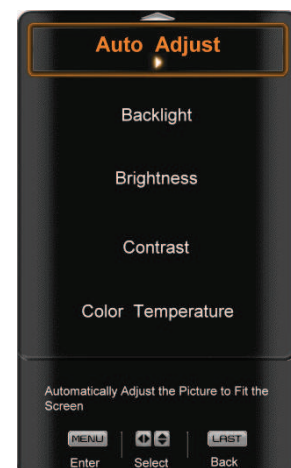 Auto Adjust
Backlight
Brightness
Contrast
Color Temperature
Automatically Adjust the Picture to Fit the
Screen
MENU LAST
Enter Select Back